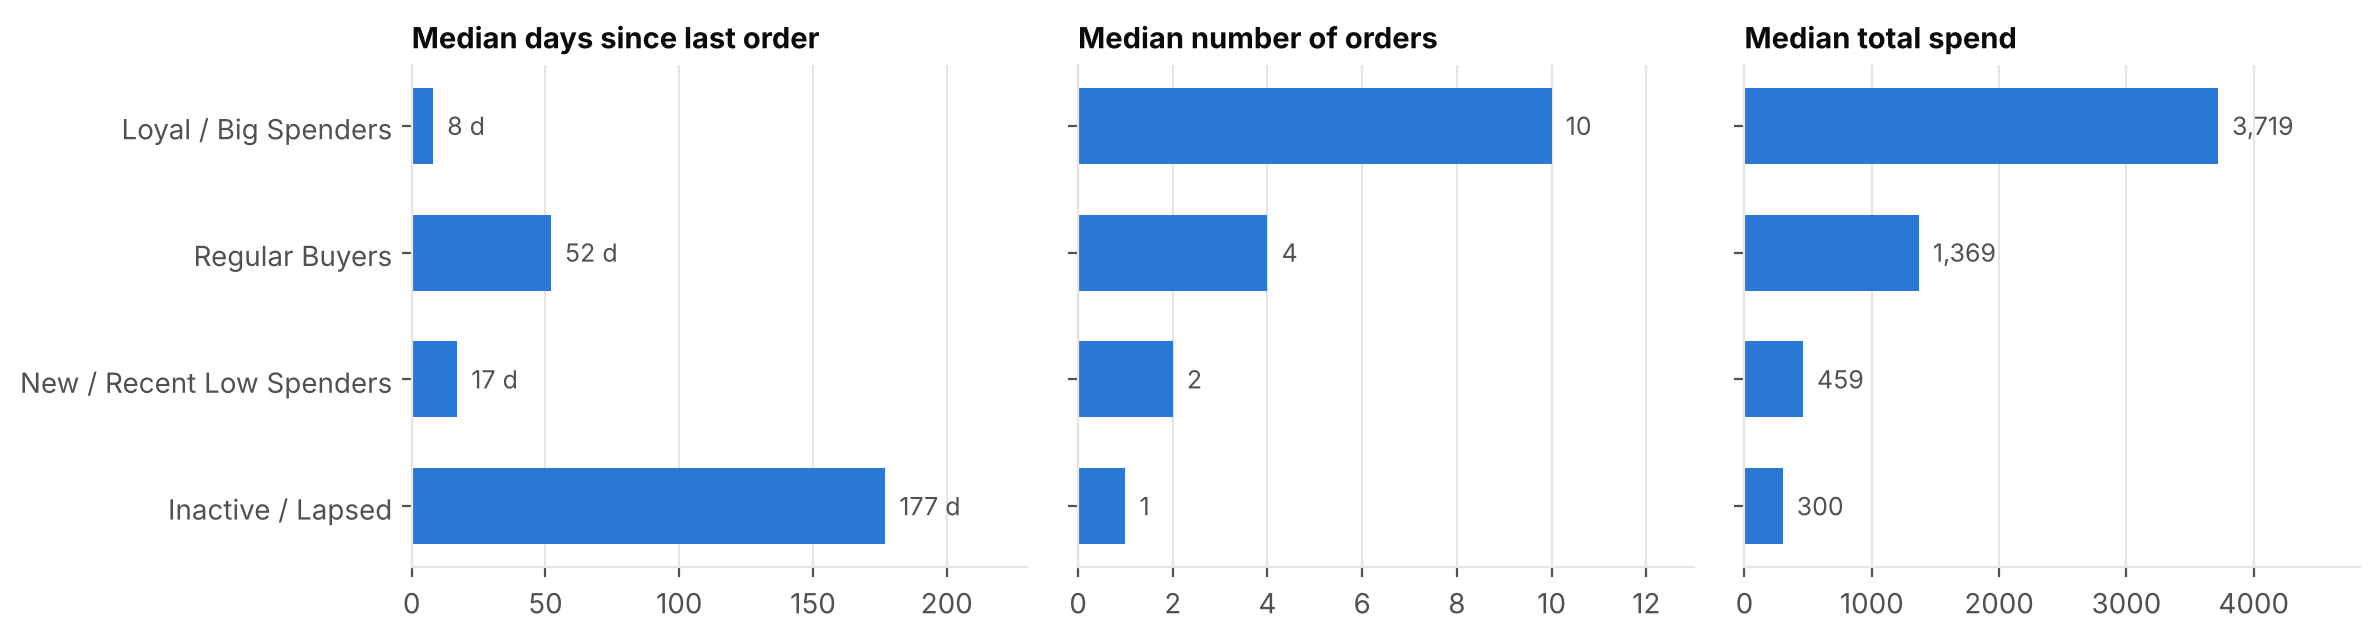 Median days since last order
Median number of orders
Median total spend
Loyal / Big Spenders
8 d
10
3,719
Regular Buyers
52 d
4
1,369
New / Recent Low Spenders
17 d
2
459
Inactive / Lapsed
177 d
1
300
0 50 100 150 200
0 2 4 6 8 10 12
0 1000 2000 3000 4000